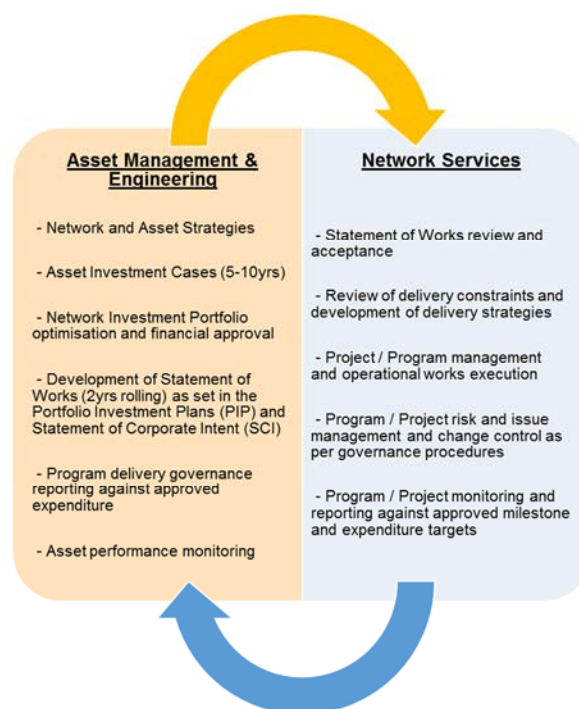 Asset Management &
Engineering
- Network and Asset Strategies
- Asset Investment Cases (5-10yrs)
- Network Investment Portfolio
optimisation and financial approval
- Development of Statement of
Works (2yrs rolling) as set in the
Portfolio Investment Plans (PIP) and
Statement of Corporate Intent (SCI)
- Program delivery governance
reporting against approved
expenditure
- Asset performance monitoring
Network Services
- Statement of Works review and
acceptance
- Review of delivery constraints and
development of delivery strategies
- Project / Program management
and operational works execution
- Program / Project risk and issue
management and change control as
per governance procedures
- Program / Project monitoring and
reporting against approved milestone
and expenditure targets